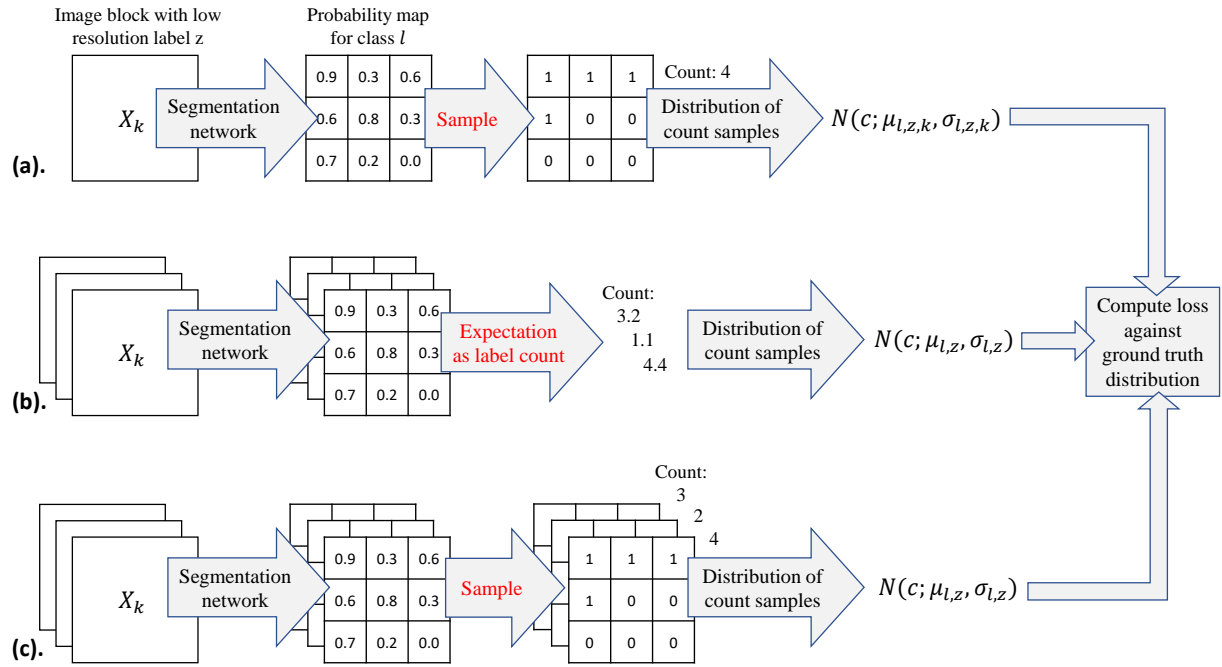 Image block with low
resolution label z
Probability map
for class l
X_k
Segmentation
network
0.9 0.3 0.6
0.6 0.8 0.3
0.7 0.2 0.0
Sample
1 1 1
1 0 0
0 0 0
Count: 4
Distribution of
count samples
N(c; μ_{l,z,k}, σ_{l,z,k})
(a).
X_k
Segmentation
network
0.9 0.3 0.6
0.6 0.8 0.3
0.7 0.2 0.0
Expectation
as label count
Count:
3.2
1.1
4.4
Distribution of
count samples
N(c; μ_{l,z}, σ_{l,z})
Compute loss
against
ground truth
distribution
(b).
X_k
Segmentation
network
0.9 0.3 0.6
0.6 0.8 0.3
0.7 0.2 0.0
Sample
Count:
3
2
4
1 1 1
1 0 0
0 0 0
Distribution of
count samples
N(c; μ_{l,z}, σ_{l,z})
(c).